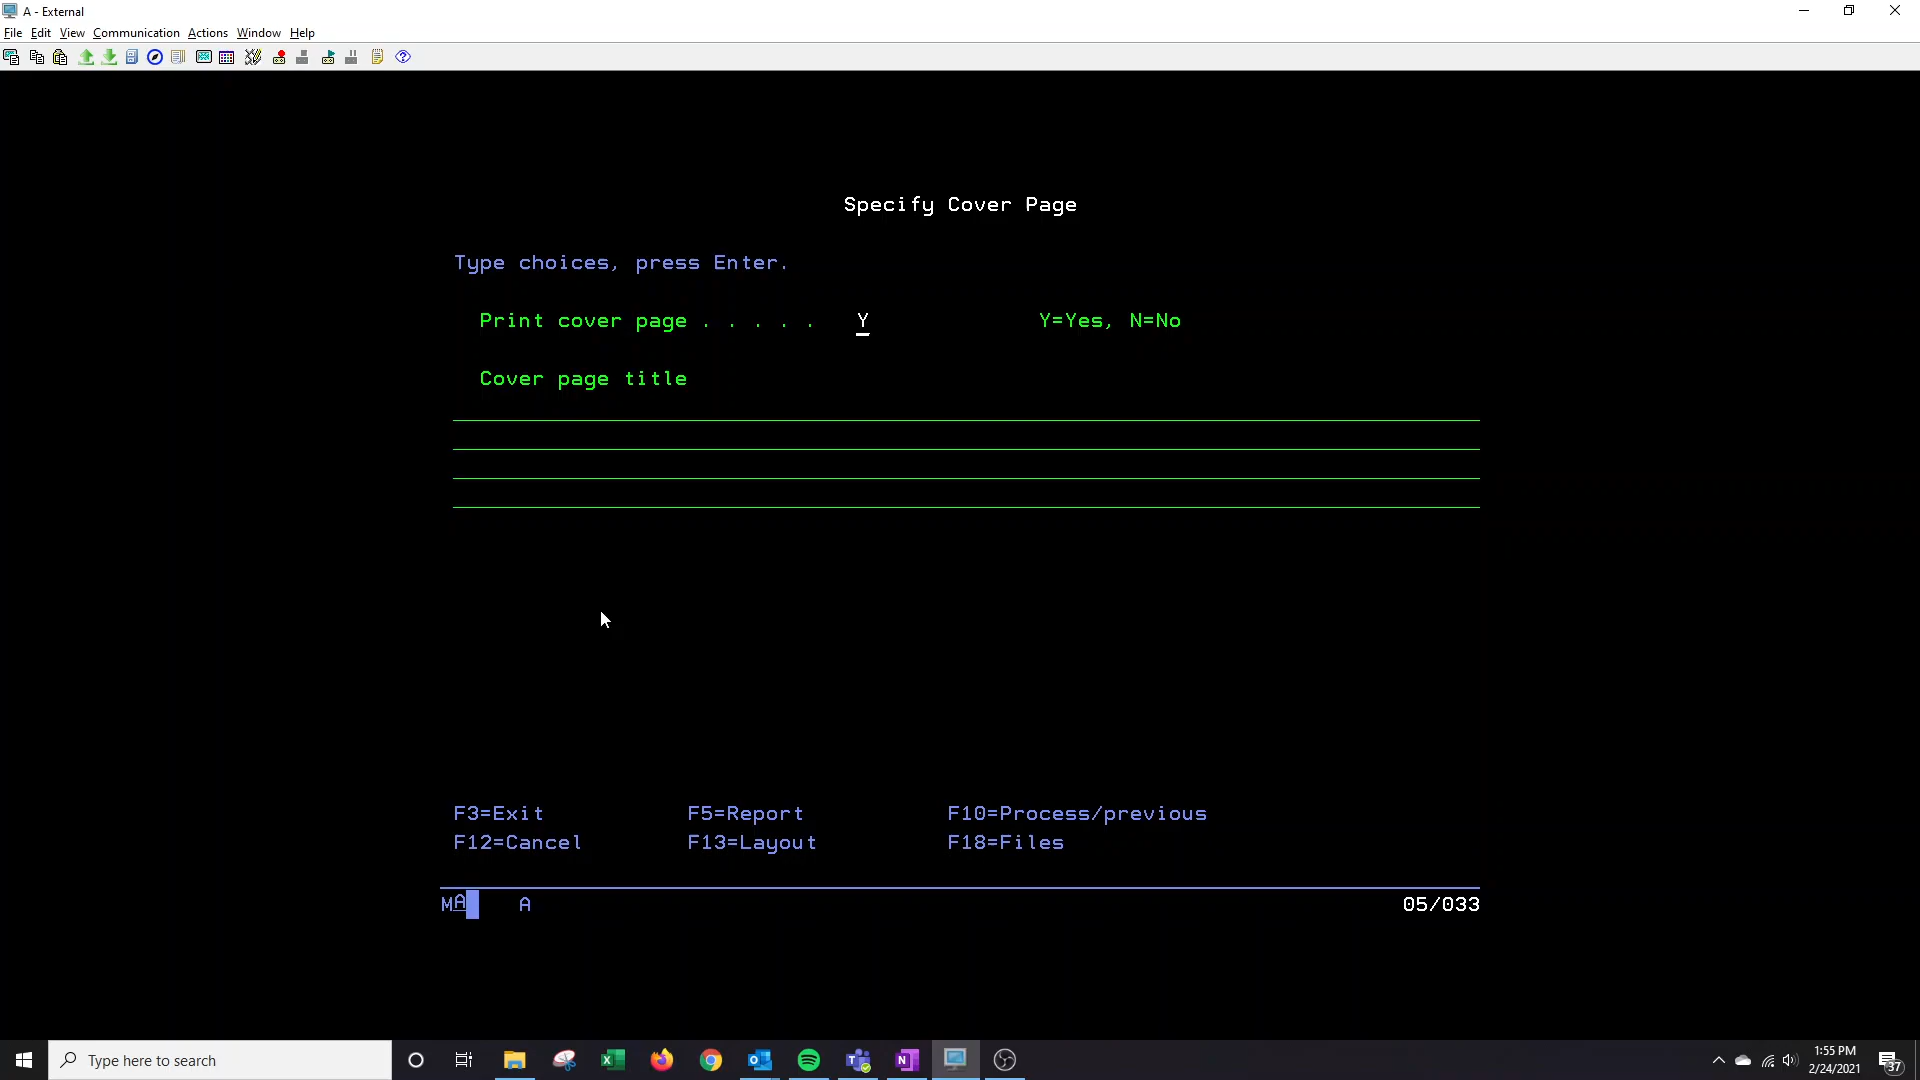 A - External
File Edit View Communication Actions Window Help
Specify Cover Page
Type choices, press Enter.
Print cover page . . . . . Y Y=Yes, N=No
Cover page title
F3=Exit F5=Report F10=Process/previous
F12=Cancel F13=Layout F18=Files
MA A 05/033
Type here to search
1:55 PM
2/24/2021
37